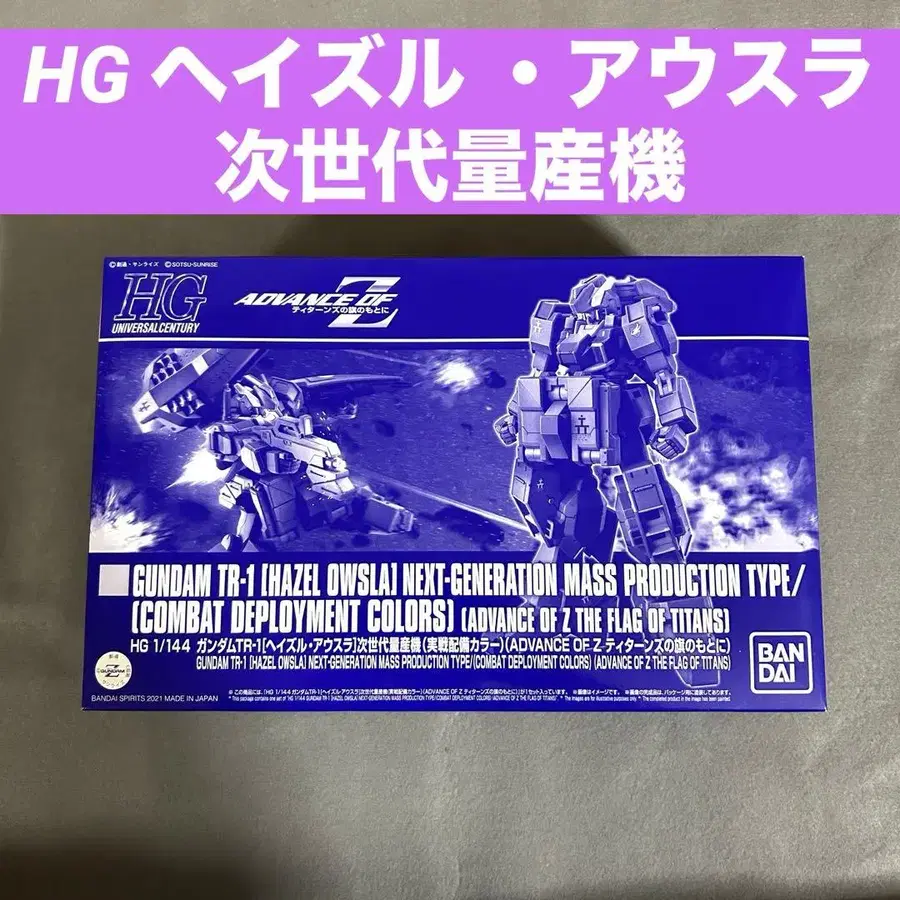 HG ヘイズル・アウスラ
次世代量産機
©創通・サンライズ ©SOTSU・SUNRISE
HG
UNIVERSAL CENTURY
ADVANCE OF Z
ティターンズの旗のもとに
GUNDAM TR-1 [HAZEL OWSLA] NEXT-GENERATION MASS PRODUCTION TYPE/
(COMBAT DEPLOYMENT COLORS) (ADVANCE OF Z THE FLAG OF TITANS)
HG 1/144 ガンダムTR-1[ヘイズル・アウスラ]次世代量産機(実戦配備カラー)(ADVANCE OF Z ティターンズの旗のもとに)
GUNDAM TR-1 [HAZEL OWSLA] NEXT-GENERATION MASS PRODUCTION TYPE/(COMBAT DEPLOYMENT COLORS) (ADVANCE OF Z THE FLAG OF TITANS)
BAN
DAI
BANDAI SPIRITS 2021 MADE IN JAPAN